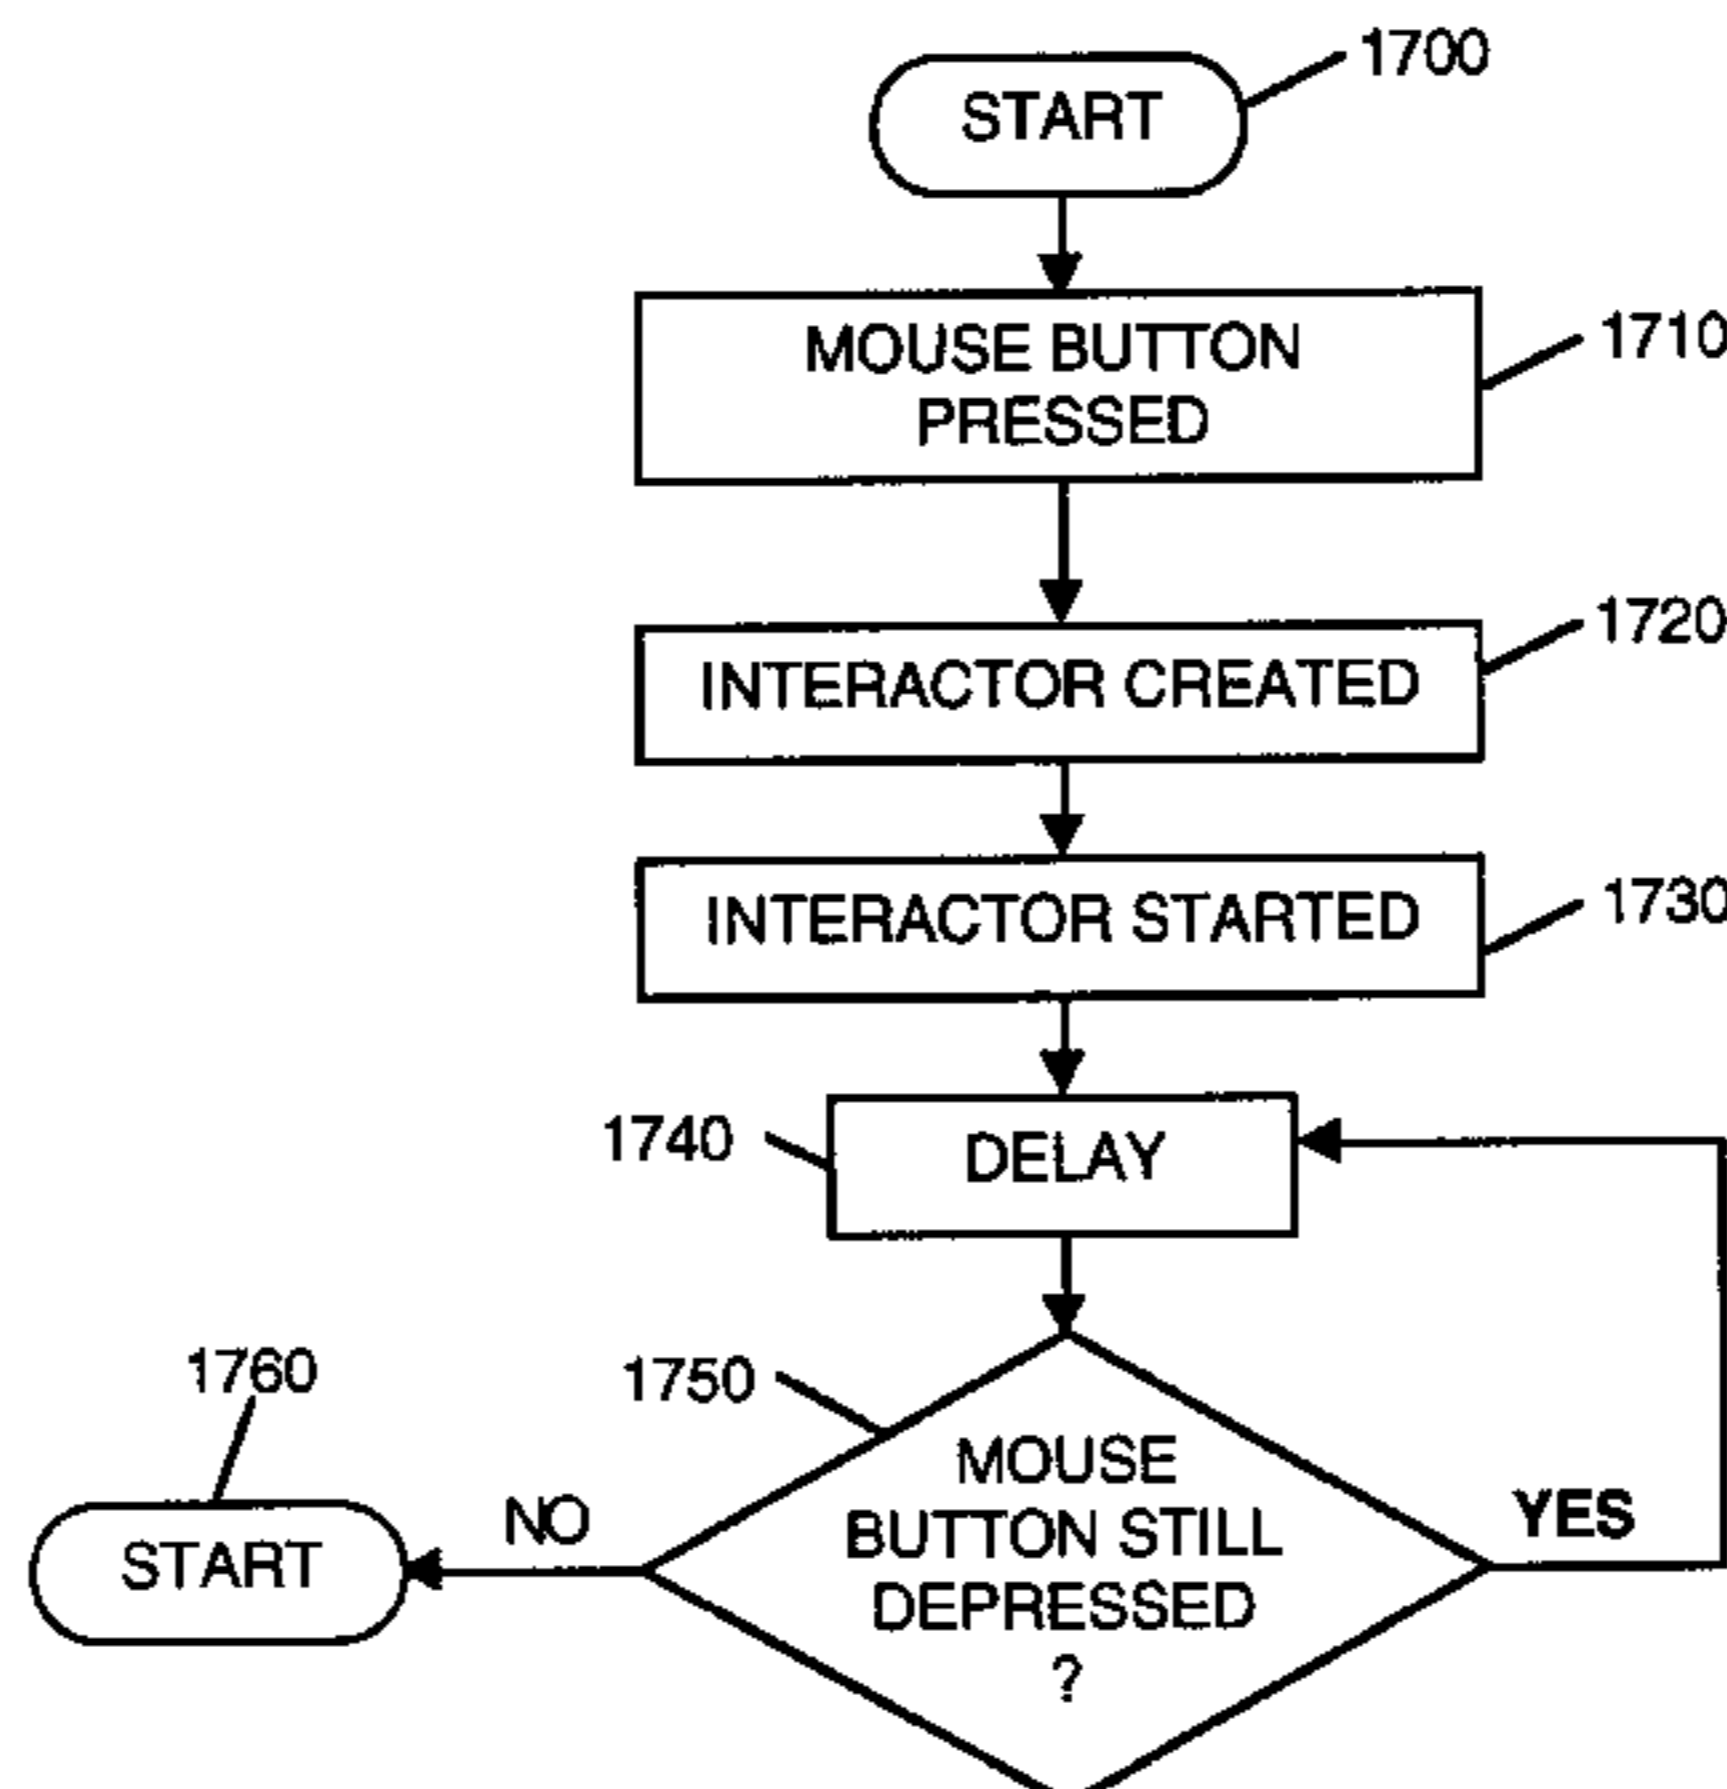 1700
START
MOUSE BUTTON
PRESSED
1710
INTERACTOR CREATED
1720
INTERACTOR STARTED
1730
1740
DELAY
1750
MOUSE
BUTTON STILL
DEPRESSED
?
YES
NO
1760
START